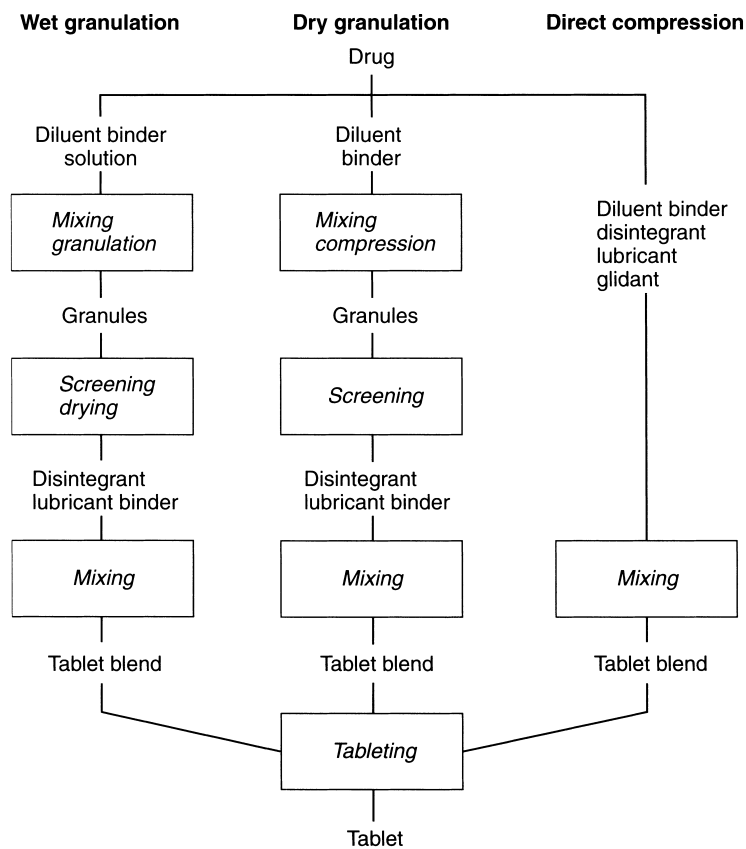 Wet granulation
Dry granulation
Direct compression
Drug
Diluent binder
solution
Diluent
binder
Diluent binder
disintegrant
lubricant
glidant
Mixing
granulation
Mixing
compression
Granules
Granules
Screening
drying
Screening
Disintegrant
lubricant binder
Disintegrant
lubricant binder
Mixing
Mixing
Mixing
Tablet blend
Tablet blend
Tablet blend
Tableting
Tablet